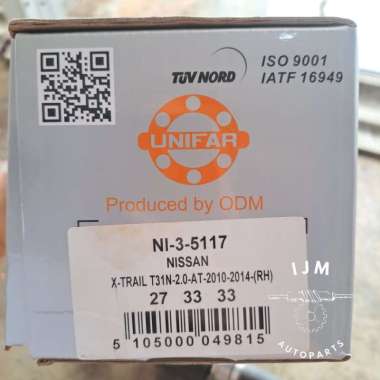 TÜV NORD
ISO 9001
IATF 16949
UNIFAR
Produced by ODM
NI-3-5117
NISSAN
X-TRAIL T31N-2.0-AT-2010-2014-(RH)
27 33 33
5 105000 049815
IJM
AUTOPARTS